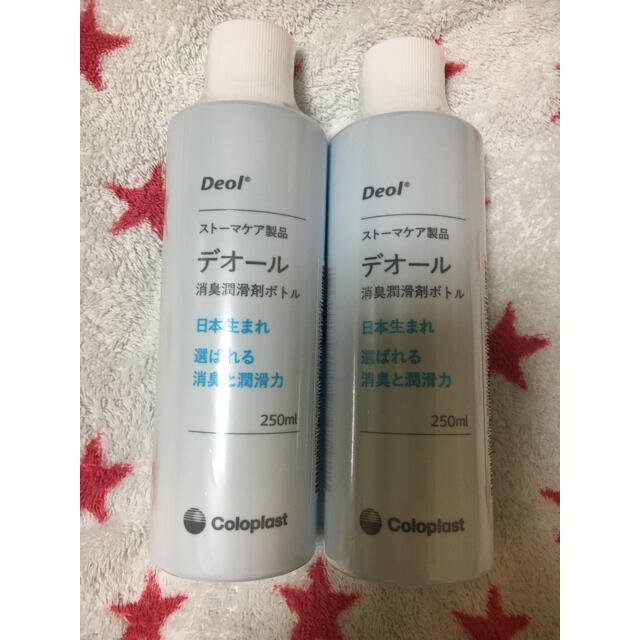 Deol®
ストーマケア製品
デオール
消臭潤滑剤ボトル
日本生まれ
選ばれる
消臭と潤滑力
250ml
Coloplast
Deol®
ストーマケア製品
デオール
消臭潤滑剤ボトル
日本生まれ
選ばれる
消臭と潤滑力
250ml
Coloplast